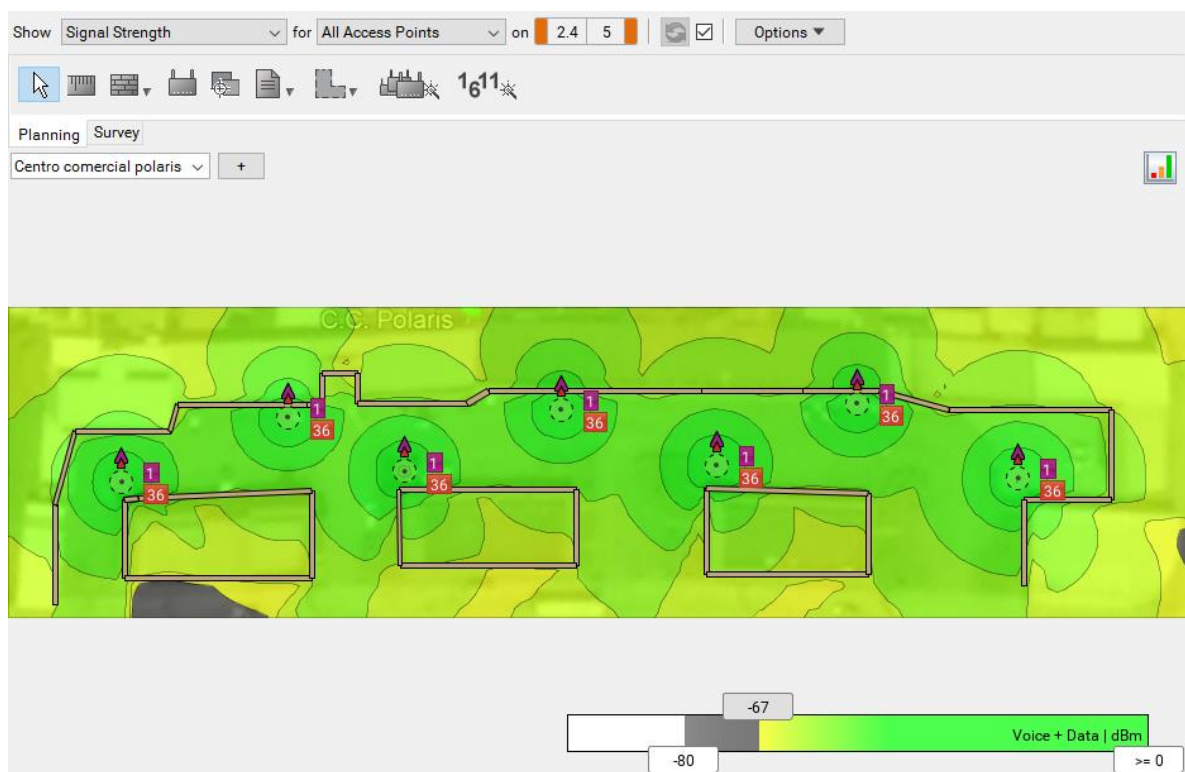 Show Signal Strength for All Access Points on 2.4 5 Options
1 6 11
Planning Survey
Centro comercial polaris +
C.C. Polaris
1
36
1
36
1
36
1
36
1
36
1
36
1
36
-67
Voice + Data | dBm
-80 >= 0